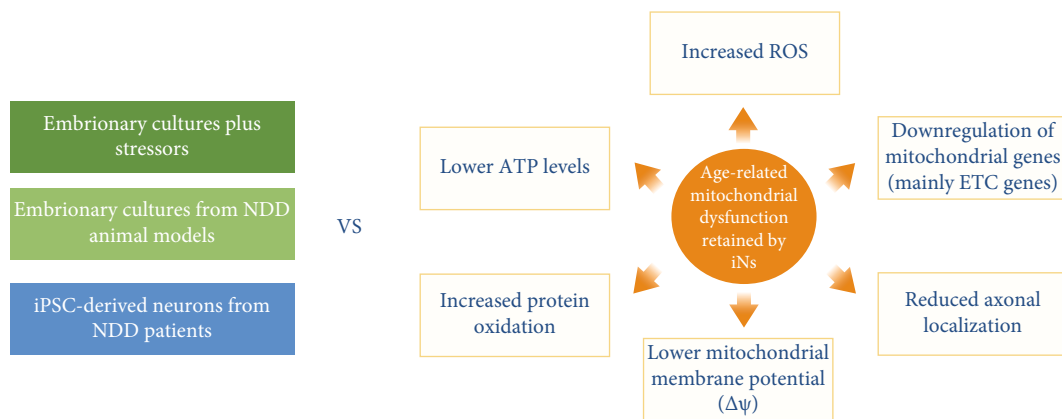 Embrionary cultures plus
stressors
Embrionary cultures from NDD
animal models
iPSC-derived neurons from
NDD patients
VS
Increased ROS
Lower ATP levels
Downregulation of
mitochondrial genes
(mainly ETC genes)
Age-related
mitochondrial
dysfunction
retained by
iNs
Increased protein
oxidation
Reduced axonal
localization
Lower mitochondrial
membrane potential
(Δψ)